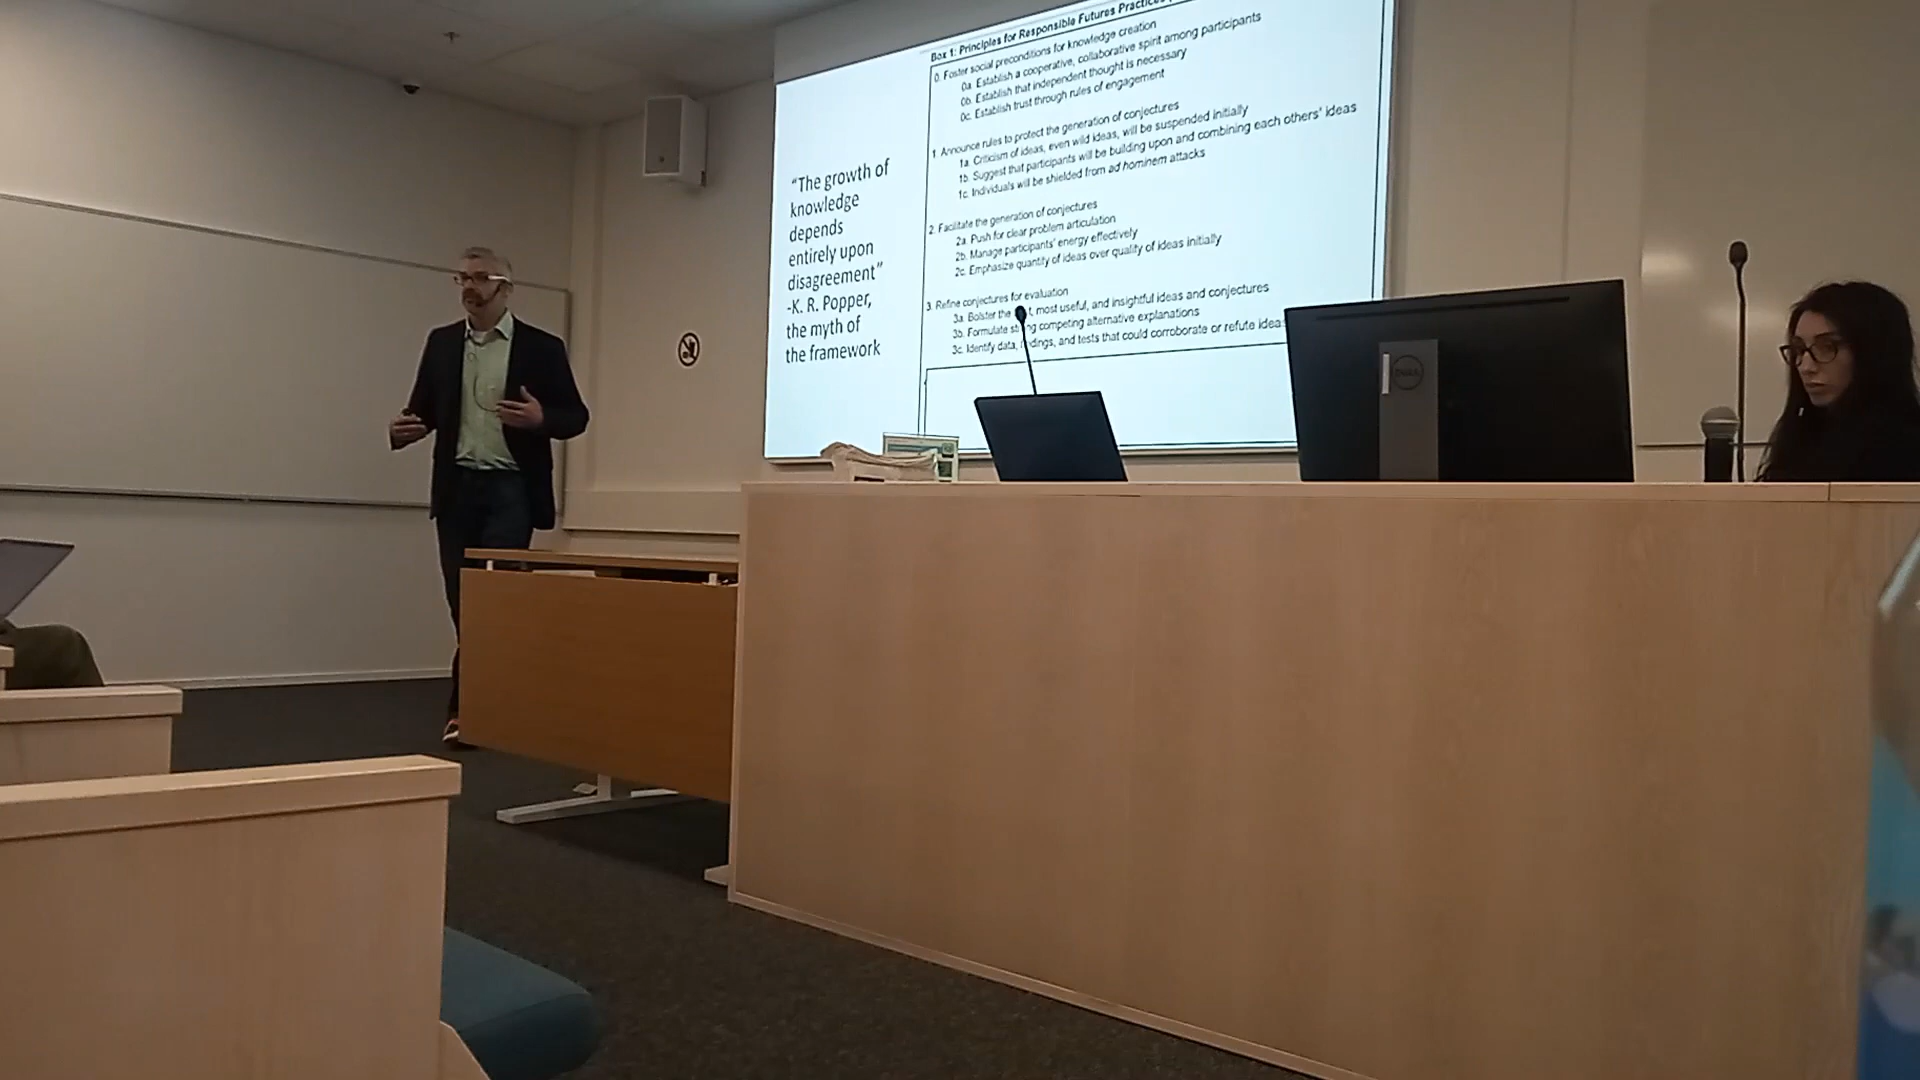 “The growth of
knowledge
depends
entirely upon
disagreement”
-K. R. Popper,
the myth of
the framework
Box 1: Principles for Responsible Futures Practices
0. Foster social preconditions for knowledge creation
0a. Establish a cooperative, collaborative spirit among participants
0b. Establish that independent thought is necessary
0c. Establish trust through rules of engagement
1. Announce rules to protect the generation of conjectures
1a. Criticism of ideas, even wild ideas, will be suspended initially
1b. Suggest that participants will be building upon and combining each others' ideas
1c. Individuals will be shielded from ad hominem attacks
2. Facilitate the generation of conjectures
2a. Push for clear problem articulation
2b. Manage participants' energy effectively
2c. Emphasize quantity of ideas over quality of ideas initially
3. Refine conjectures for evaluation
3a. Bolster the most useful, and insightful ideas and conjectures
3b. Formulate competing alternative explanations
3c. Identify data, and tests that could corroborate or refute
DELL